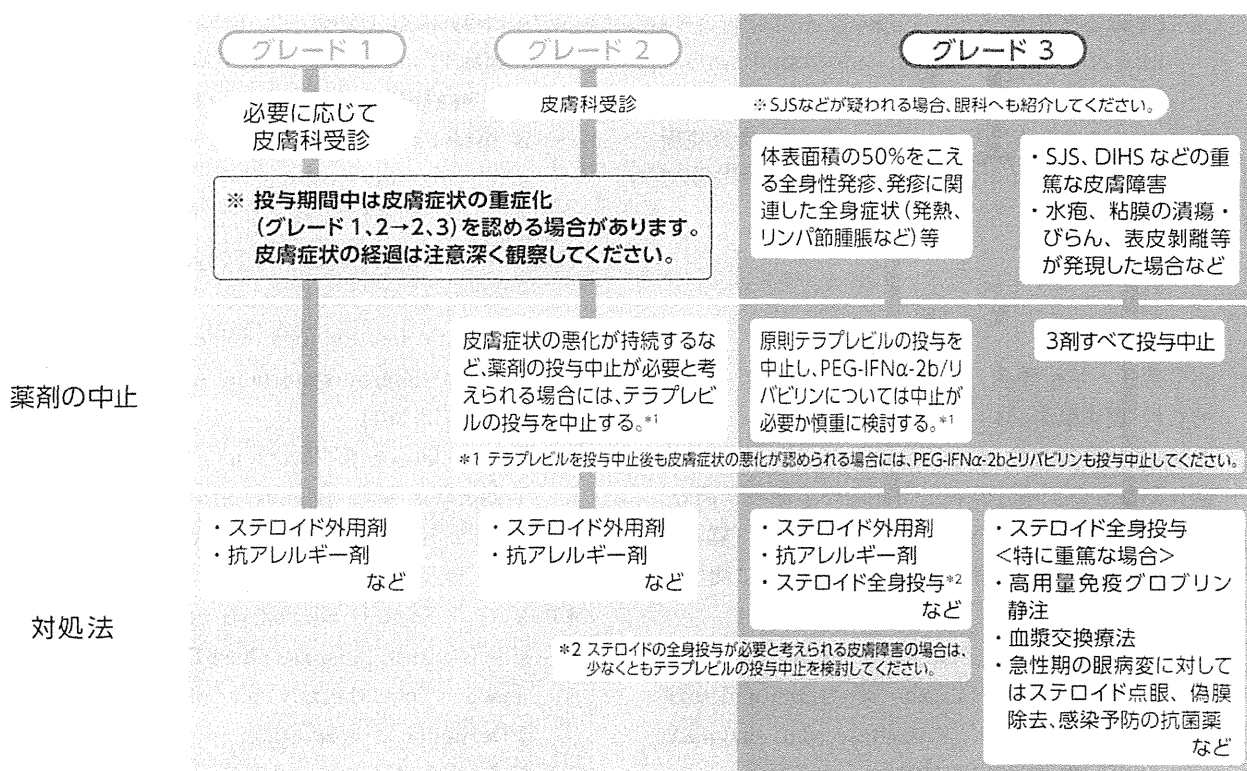 グレード 1
グレード 2
グレード 3
必要に応じて
皮膚科受診
皮膚科受診
※SJSなどが疑われる場合、眼科へも紹介してください。
※ 投与期間中は皮膚症状の重症化
(グレード 1、2→2、3)を認める場合があります。
皮膚症状の経過は注意深く観察してください。
体表面積の50%をこえ
る全身性発疹、発疹に関
連した全身症状(発熱、
リンパ節腫脹など)等
・SJS、DIHS などの重
篤な皮膚障害
・水疱、粘膜の潰瘍・
びらん、表皮剝離等
が発現した場合など
薬剤の中止
皮膚症状の悪化が持続するな
ど、薬剤の投与中止が必要と考
えられる場合には、テラプレビ
ルの投与を中止する。*1
原則テラプレビルの投与を
中止し、PEG-IFNα-2b/リ
バビリンについては中止が
必要か慎重に検討する。*1
3剤すべて投与中止
*1 テラプレビルを投与中止後も皮膚症状の悪化が認められる場合には、PEG-IFNα-2bとリバビリンも投与中止してください。
対処法
・ステロイド外用剤
・抗アレルギー剤
など
・ステロイド外用剤
・抗アレルギー剤
など
・ステロイド外用剤
・抗アレルギー剤
・ステロイド全身投与*2
など
・ステロイド全身投与
<特に重篤な場合>
・高用量免疫グロブリン
静注
・血漿交換療法
・急性期の眼病変に対して
はステロイド点眼、偽膜
除去、感染予防の抗菌薬
など
*2 ステロイドの全身投与が必要と考えられる皮膚障害の場合は、
少なくともテラプレビルの投与中止を検討してください。